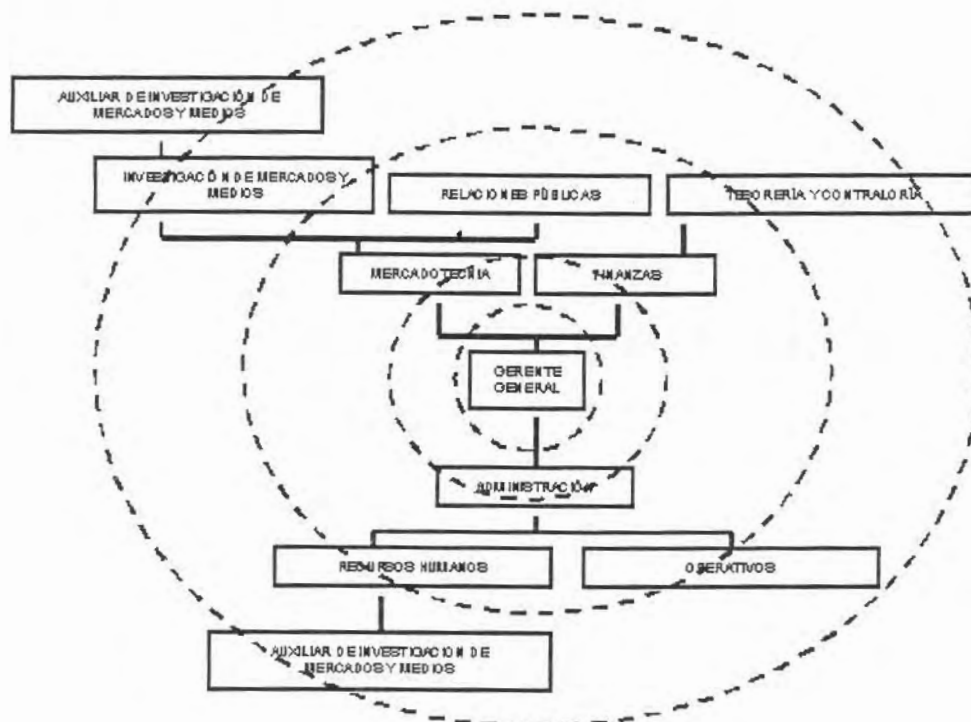 AUXILIAR DE INVESTIGACIÓN DE
MERCADOS Y MEDIOS
INVESTIGACIÓN DE MERCADOS Y
MEDIOS
RELACIONES PÚBLICAS
TESORERÍA Y CONTRALORÍA
MERCADOTECNIA
FINANZAS
GERENTE
GENERAL
ADMINISTRACIÓN
RECURSOS HUMANOS
OPERATIVOS
AUXILIAR DE INVESTIGACION DE
MERCADOS Y MEDIOS